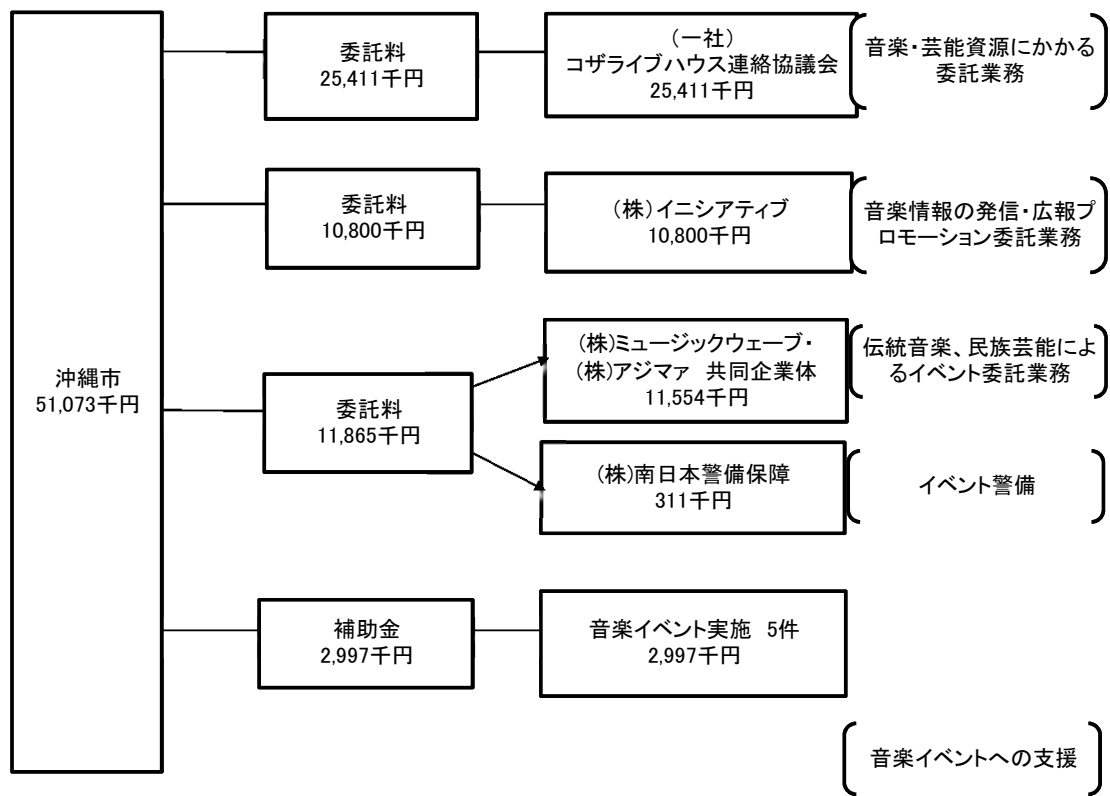 沖縄市
51,073千円
委託料
25,411千円
(一社)
コザライブハウス連絡協議会
25,411千円
音楽・芸能資源にかかる
委託業務
委託料
10,800千円
(株)イニシアティブ
10,800千円
音楽情報の発信・広報プ
ロモーション委託業務
委託料
11,865千円
(株)ミュージックウェーブ・
(株)アジマァ 共同企業体
11,554千円
伝統音楽、民族芸能によ
るイベント委託業務
(株)南日本警備保障
311千円
イベント警備
補助金
2,997千円
音楽イベント実施 5件
2,997千円
音楽イベントへの支援